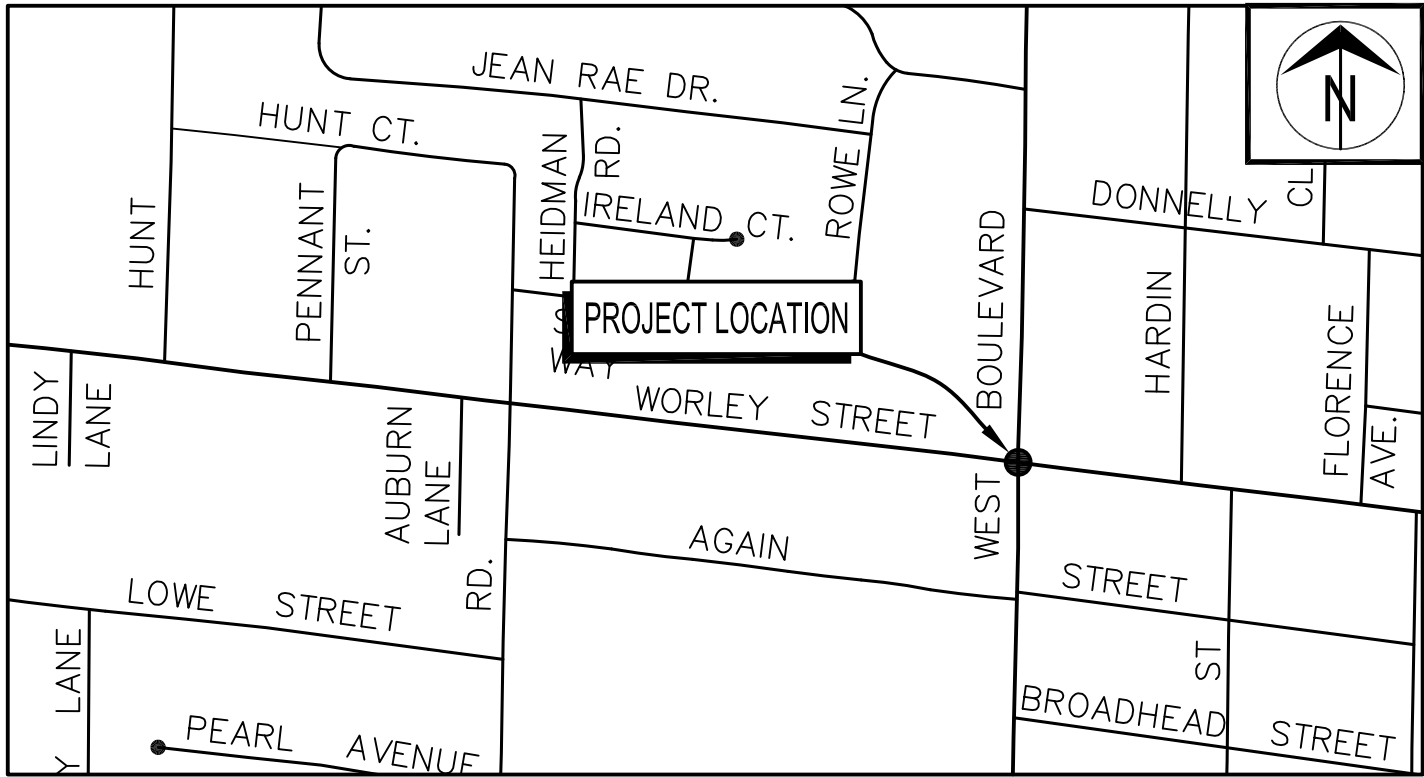 JEAN RAE DR.
N
HUNT CT.
HEIDMAN RD.
ROWE LN.
DONNELLY
CL
HUNT
PENNANT ST.
IRELAND CT.
PROJECT LOCATION
WAY
WORLEY STREET
WEST BOULEVARD
HARDIN
FLORENCE AVE.
LINDY LANE
AUBURN LANE
AGAIN STREET
RD.
LOWE STREET
LANE
ST
BROADHEAD STREET
PEARL AVENUE